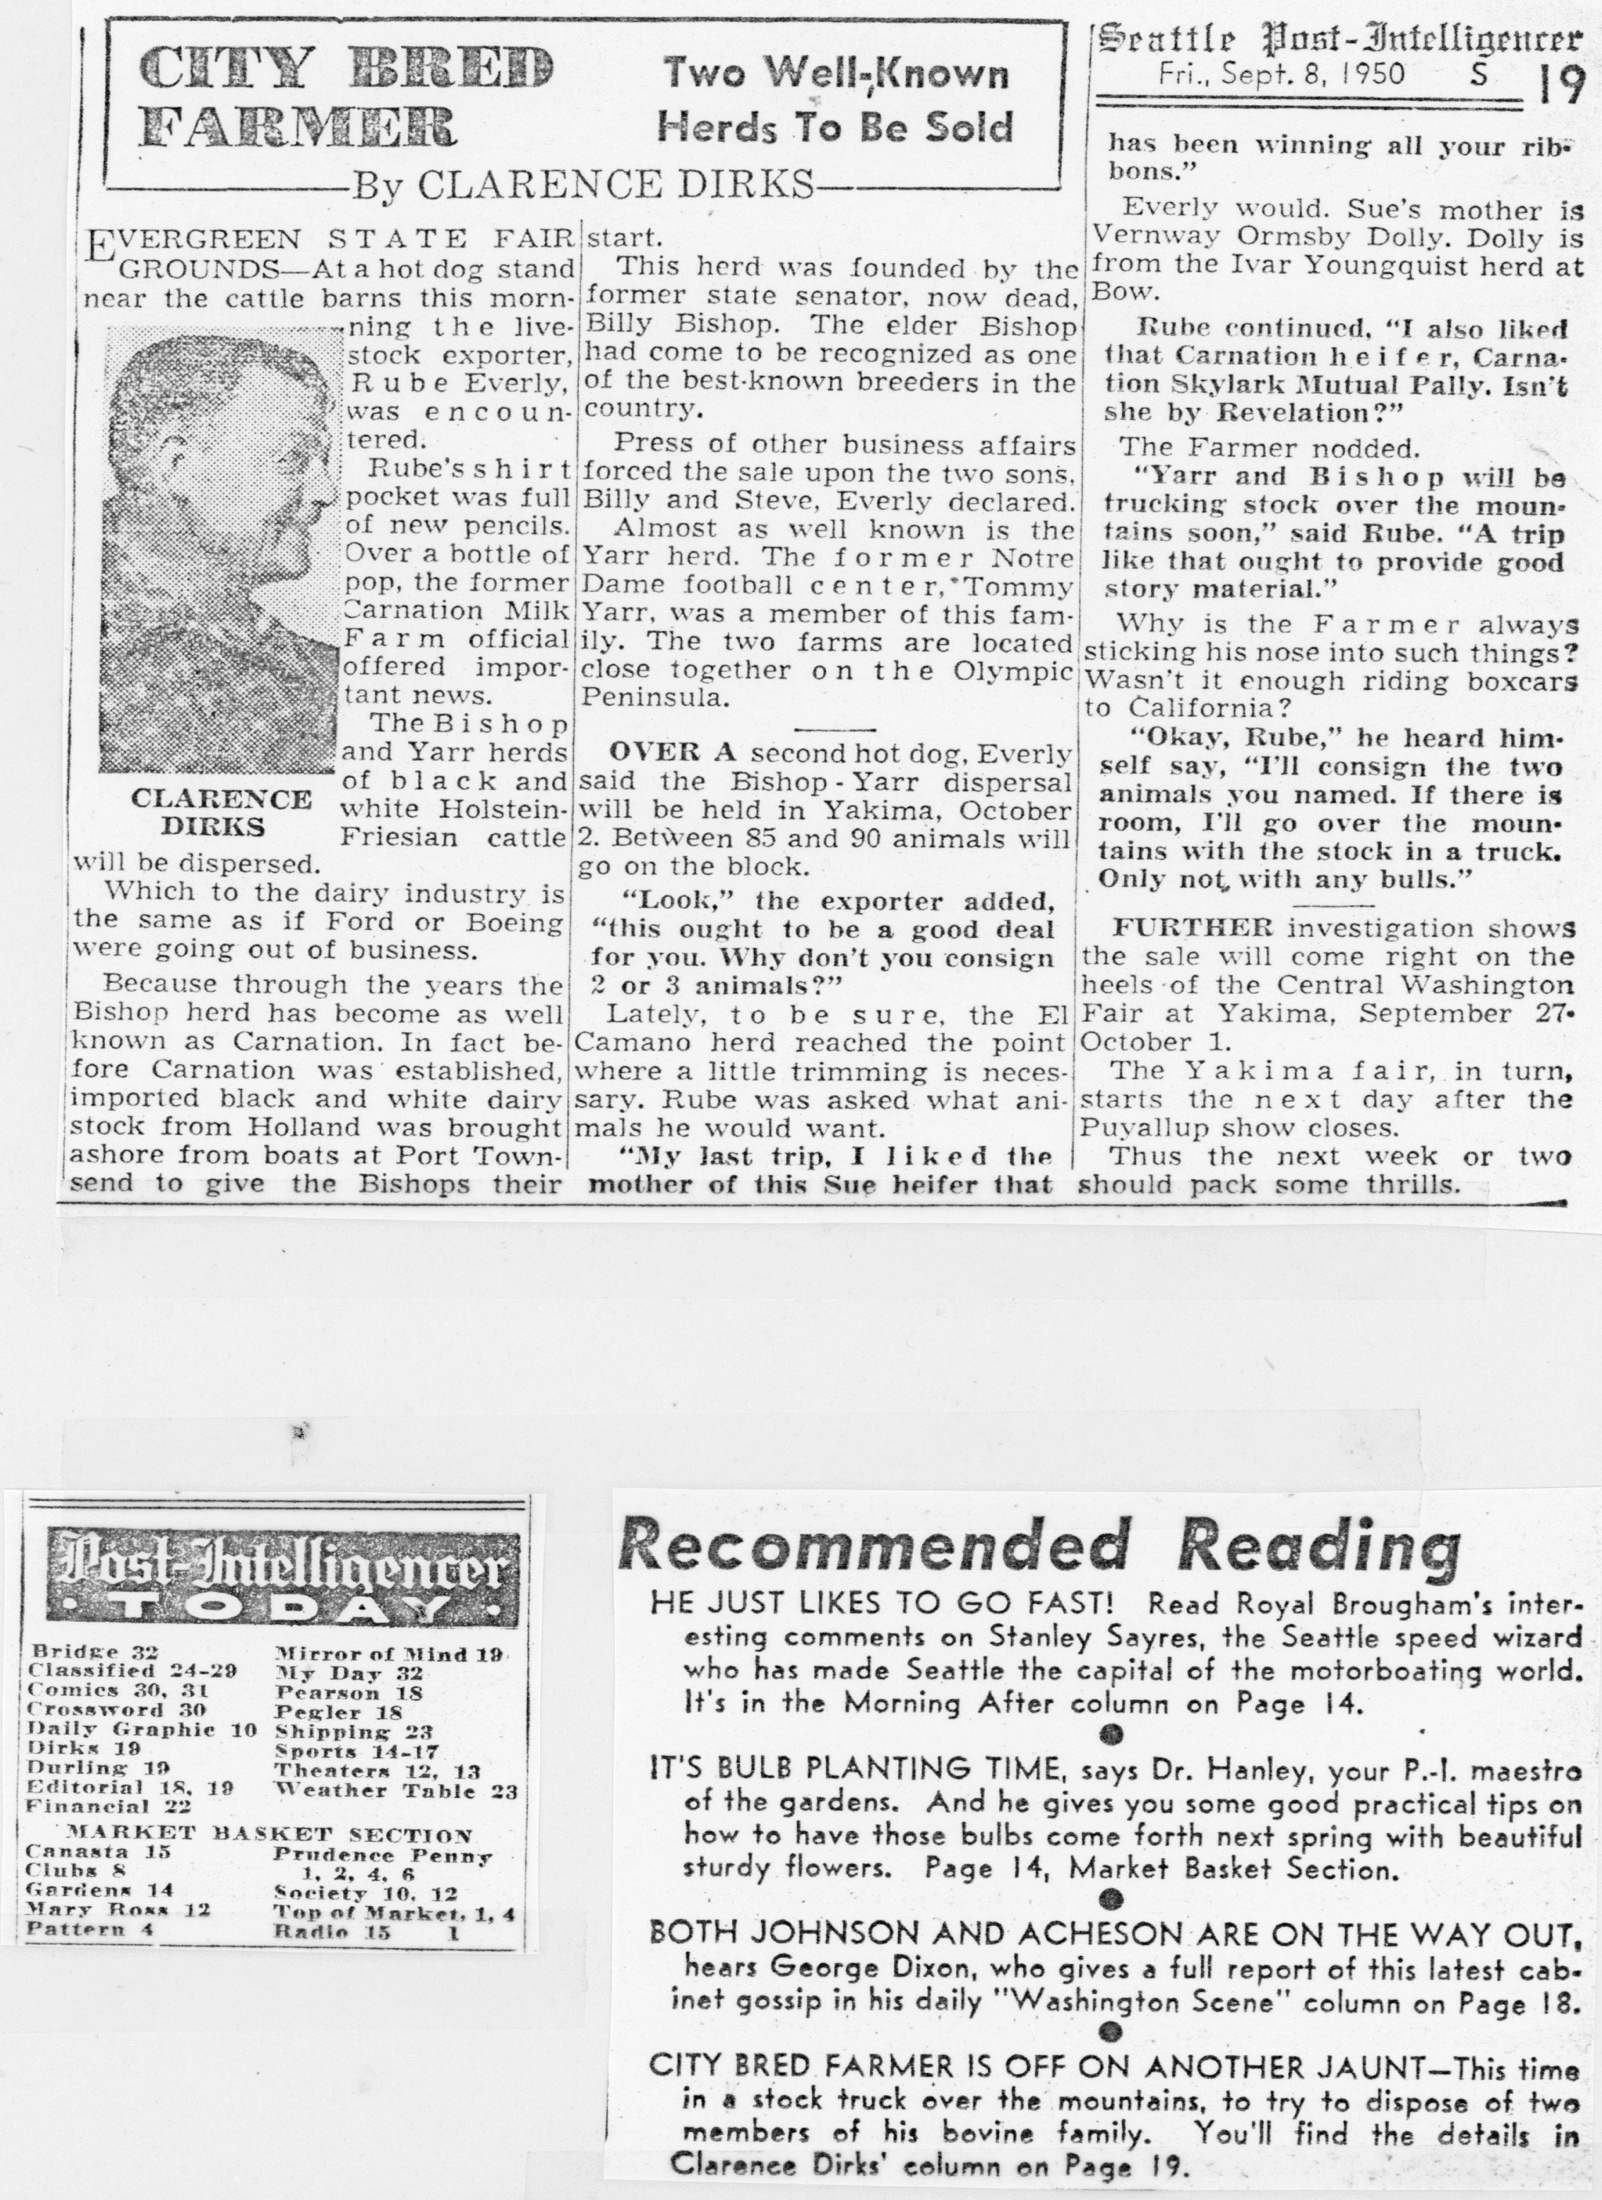 CITY BRED
FARMER
Two Well-Known
Herds To Be Sold
By CLARENCE DIRKS
EVERGREEN STATE FAIR
GROUNDS—At a hot dog stand
near the cattle barns this morn-
ning the live-
stock exporter,
Rube Everly,
was encoun-
tered.
Rube's shirt
pocket was full
of new pencils.
Over a bottle of
pop, the former
Carnation Milk
Farm official
offered impor-
tant news.
The Bishop
and Yarr herds
of black and
white Holstein-
Friesian cattle
CLARENCE
DIRKS
will be dispersed.
Which to the dairy industry is
the same as if Ford or Boeing
were going out of business.
Because through the years the
Bishop herd has become as well
known as Carnation. In fact be-
fore Carnation was established,
imported black and white dairy
stock from Holland was brought
ashore from boats at Port Town-
send to give the Bishops their
start.
This herd was founded by the
former state senator, now dead,
Billy Bishop. The elder Bishop
had come to be recognized as one
of the best-known breeders in the
country.
Press of other business affairs
forced the sale upon the two sons,
Billy and Steve, Everly declared.
Almost as well known is the
Yarr herd. The former Notre
Dame football center, Tommy
Yarr, was a member of this fam-
ily. The two farms are located
close together on the Olympic
Peninsula.
OVER A second hot dog, Everly
said the Bishop-Yarr dispersal
will be held in Yakima, October
2. Between 85 and 90 animals will
go on the block.
"Look," the exporter added,
"this ought to be a good deal
for you. Why don't you consign
2 or 3 animals?"
Lately, to be sure, the El
Camano herd reached the point
where a little trimming is neces-
sary. Rube was asked what ani-
mals he would want.
"My last trip, I liked the
mother of this Sue heifer that
Seattle Post-Intelligencer
Fri., Sept. 8, 1950 S 19
has been winning all your rib-
bons."
Everly would. Sue's mother is
Vernway Ormsby Dolly. Dolly is
from the Ivar Youngquist herd at
Bow.
Rube continued, "I also liked
that Carnation heifer, Carna-
tion Skylark Mutual Pally. Isn't
she by Revelation?"
The Farmer nodded.
"Yarr and Bishop will be
trucking stock over the moun-
tains soon," said Rube. "A trip
like that ought to provide good
story material."
Why is the Farmer always
sticking his nose into such things?
Wasn't it enough riding boxcars
to California?
"Okay, Rube," he heard him-
self say, "I'll consign the two
animals you named. If there is
room, I'll go over the moun-
tains with the stock in a truck.
Only not with any bulls."
FURTHER investigation shows
the sale will come right on the
heels of the Central Washington
Fair at Yakima, September 27-
October 1.
The Yakima fair, in turn,
starts the next day after the
Puyallup show closes.
Thus the next week or two
should pack some thrills.
Post-Intelligencer
· TODAY ·
Bridge 32
Classified 24-29
Comics 30, 31
Crossword 30
Daily Graphic 10
Dirks 19
Durling 19
Editorial 18, 19
Financial 22
Mirror of Mind 19
My Day 32
Pearson 18
Pegler 18
Shipping 23
Sports 14-17
Theaters 12, 13
Weather Table 23
MARKET BASKET SECTION
Canasta 15
Clubs 8
Gardens 14
Mary Ross 12
Pattern 4
Prudence Penny
1, 2, 4, 6
Society 10, 12
Top of Market, 1, 4
Radio 15 1
Recommended Reading
HE JUST LIKES TO GO FAST! Read Royal Brougham's inter-
esting comments on Stanley Sayres, the Seattle speed wizard
who has made Seattle the capital of the motorboating world.
It's in the Morning After column on Page 14.
IT'S BULB PLANTING TIME, says Dr. Hanley, your P.-I. maestro
of the gardens. And he gives you some good practical tips on
how to have those bulbs come forth next spring with beautiful
sturdy flowers. Page 14, Market Basket Section.
BOTH JOHNSON AND ACHESON ARE ON THE WAY OUT,
hears George Dixon, who gives a full report of this latest cab-
inet gossip in his daily "Washington Scene" column on Page 18.
CITY BRED FARMER IS OFF ON ANOTHER JAUNT—This time
in a stock truck over the mountains, to try to dispose of two
members of his bovine family. You'll find the details in
Clarence Dirks' column on Page 19.